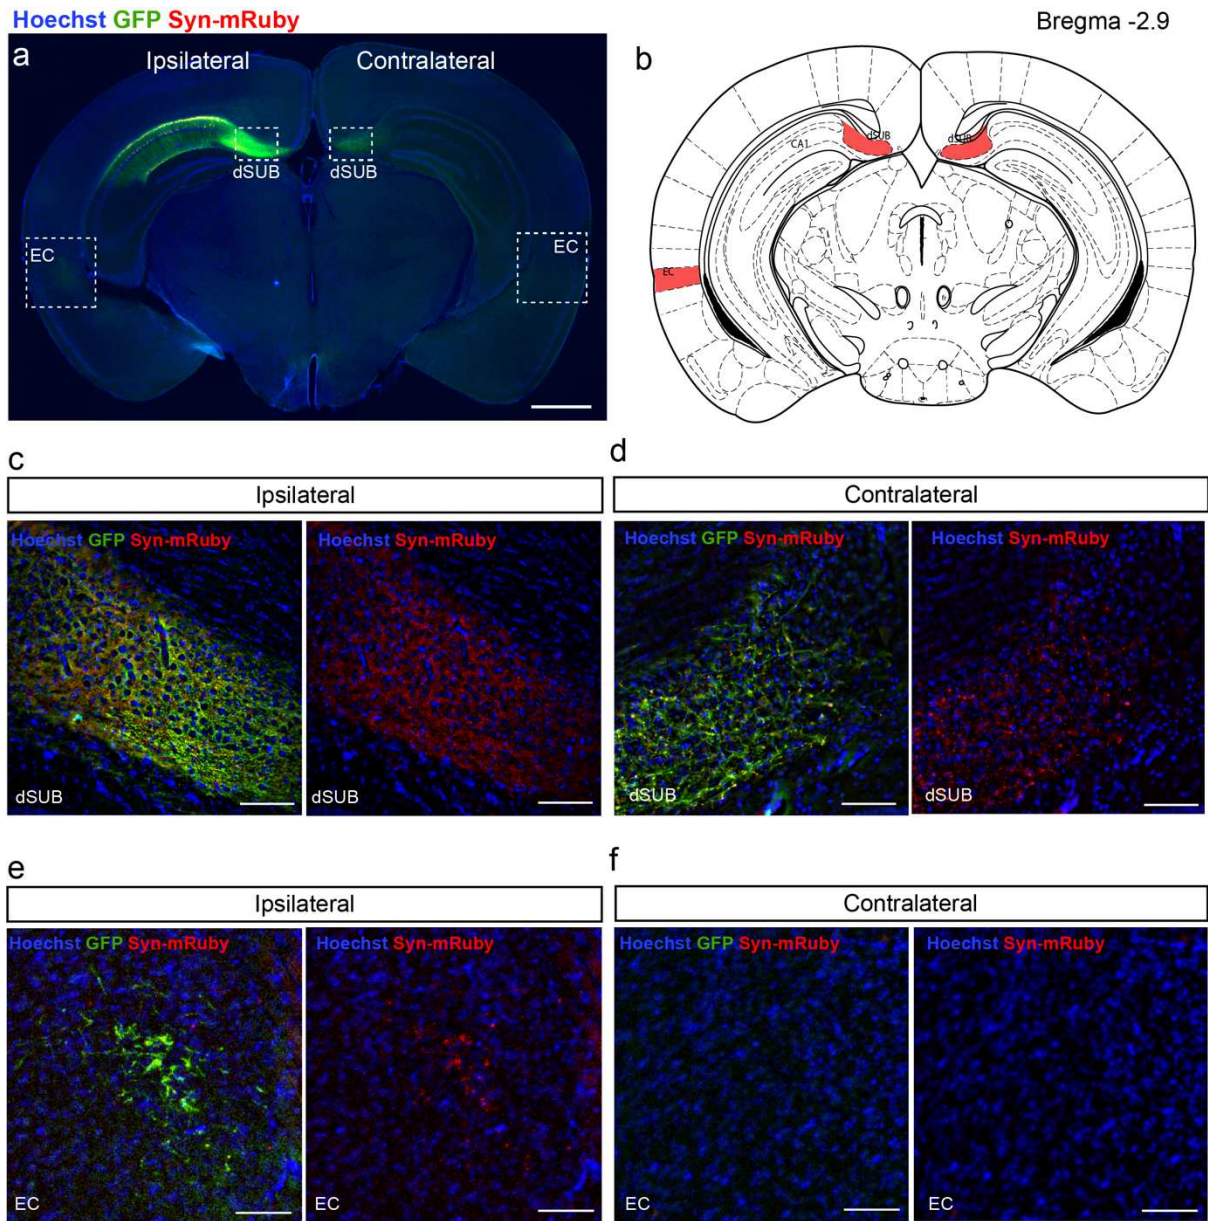 Hoechst GFP Syn-mRuby
Bregma -2.9
a
Ipsilateral
Contralateral
dSUB
dSUB
EC
EC
b
dSUB
dSUB
CA1
EC
c
Ipsilateral
Hoechst GFP Syn-mRuby
Hoechst Syn-mRuby
dSUB
dSUB
d
Contralateral
Hoechst GFP Syn-mRuby
Hoechst Syn-mRuby
dSUB
dSUB
e
Ipsilateral
Hoechst GFP Syn-mRuby
Hoechst Syn-mRuby
EC
EC
f
Contralateral
Hoechst GFP Syn-mRuby
Hoechst Syn-mRuby
EC
EC